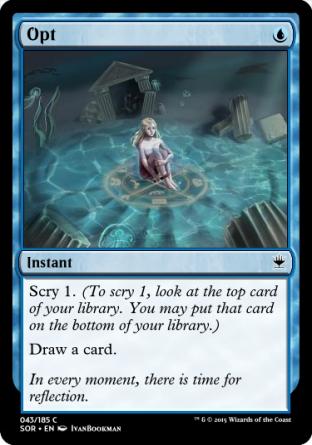 Opt
Instant
Scry 1. (To scry 1, look at the top card
of your library. You may put that card
on the bottom of your library.)
Draw a card.
In every moment, there is time for
reflection.
043/185 C
SOR • EN IvanBookman
™ & © 2015 Wizards of the Coast